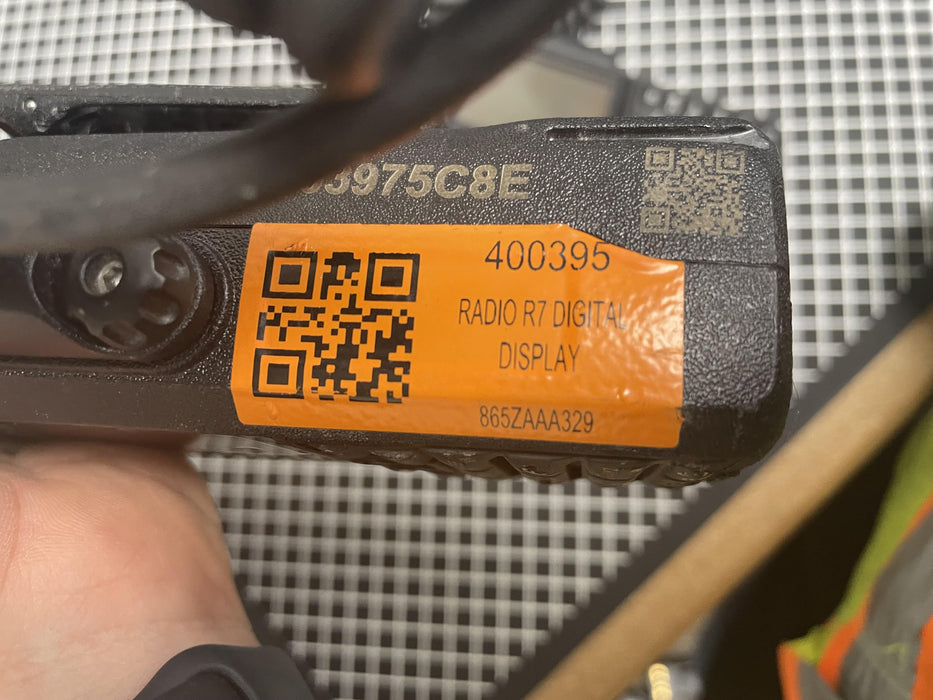 3975C8E
400395
RADIO R7 DIGITAL
DISPLAY
865ZAAA329